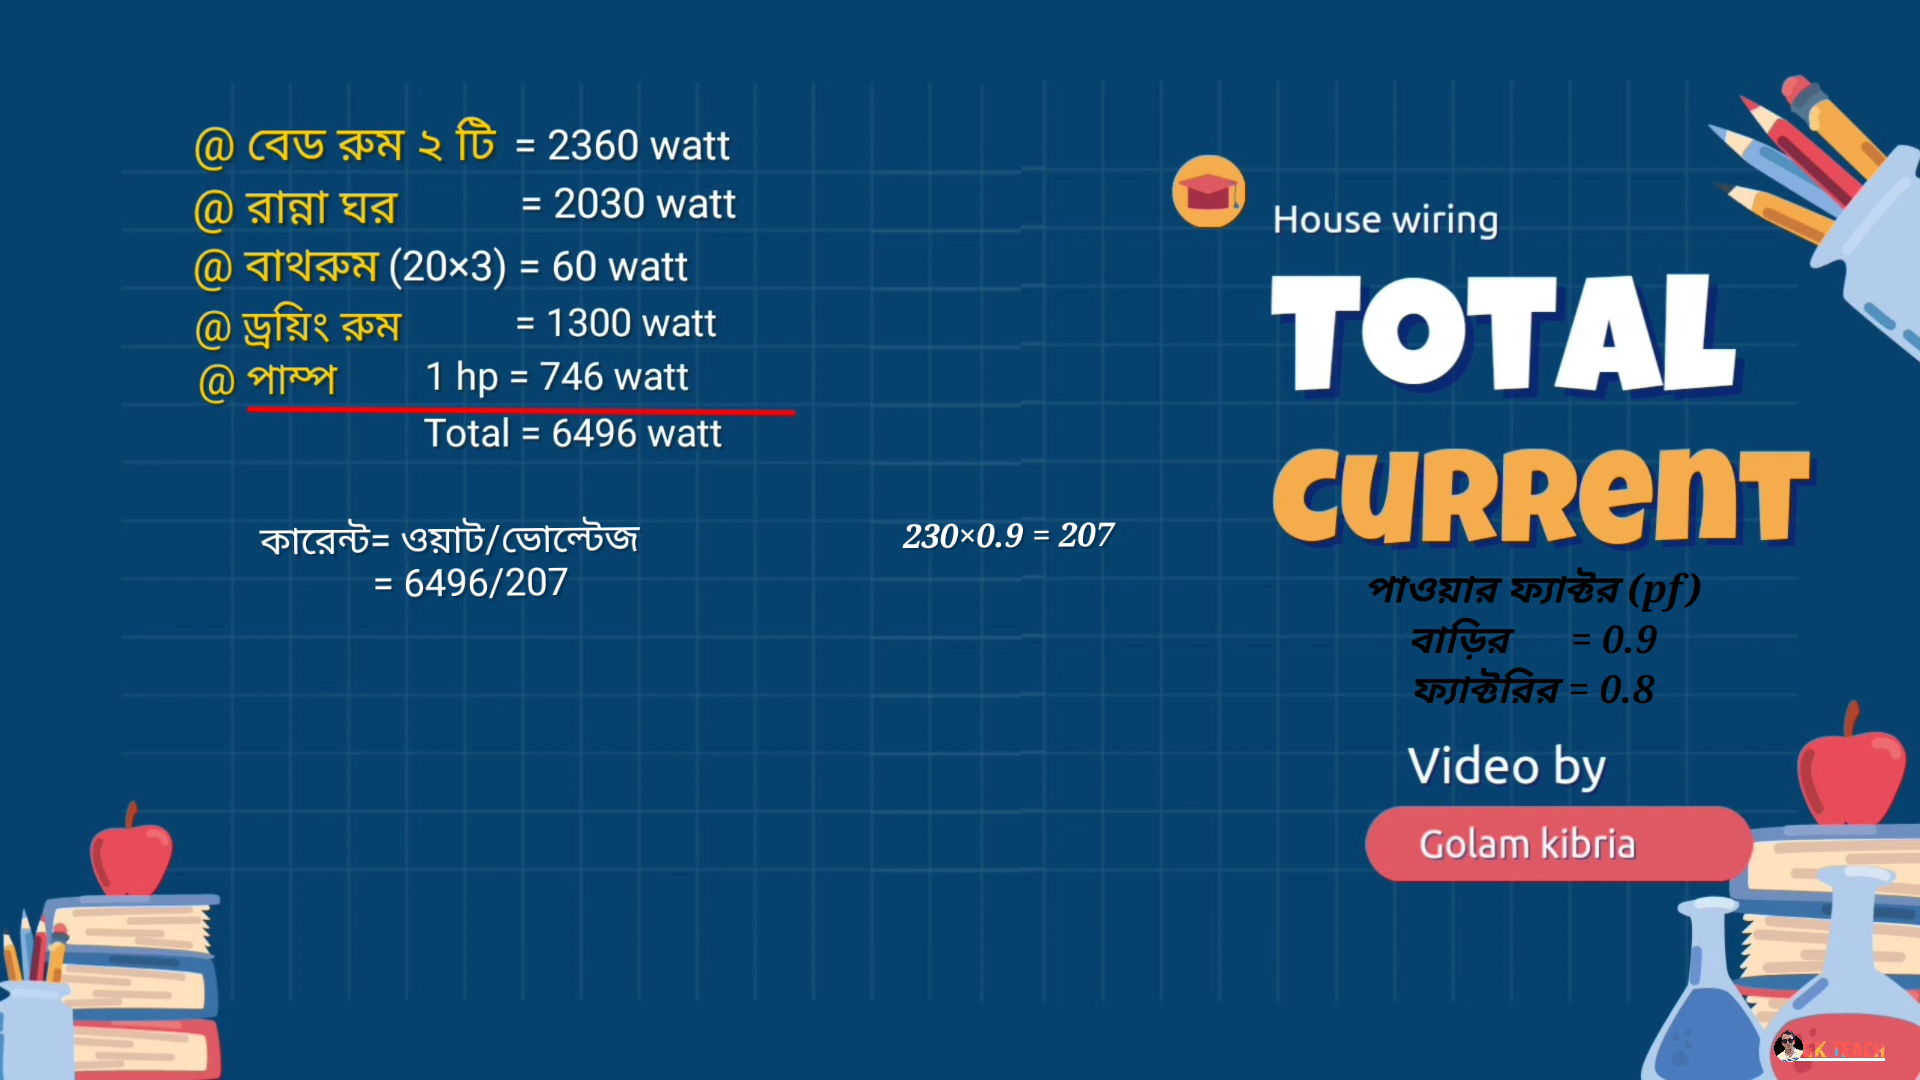 @ বেড রুম ২ টি = 2360 watt
@ রান্না ঘর = 2030 watt
@ বাথরুম (20×3) = 60 watt
@ ড্রয়িং রুম = 1300 watt
@ পাম্প 1 hp = 746 watt
Total = 6496 watt
কারেন্ট= ওয়াট/ভোল্টেজ
= 6496/207
230×0.9 = 207
House wiring
TOTAL
CURRENT
পাওয়ার ফ্যাক্টর (pf)
বাড়ির = 0.9
ফ্যাক্টরির = 0.8
Video by
Golam kibria
GK TEACH